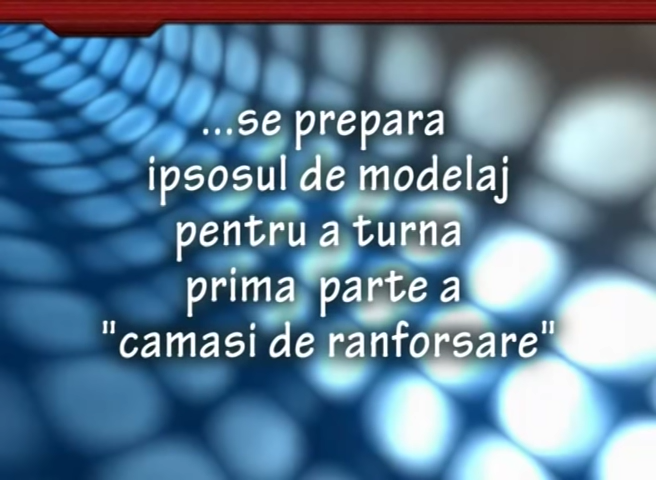 ...se prepara
ipsosul de modelaj
pentru a turna
prima parte a
"camasi de ranforsare"